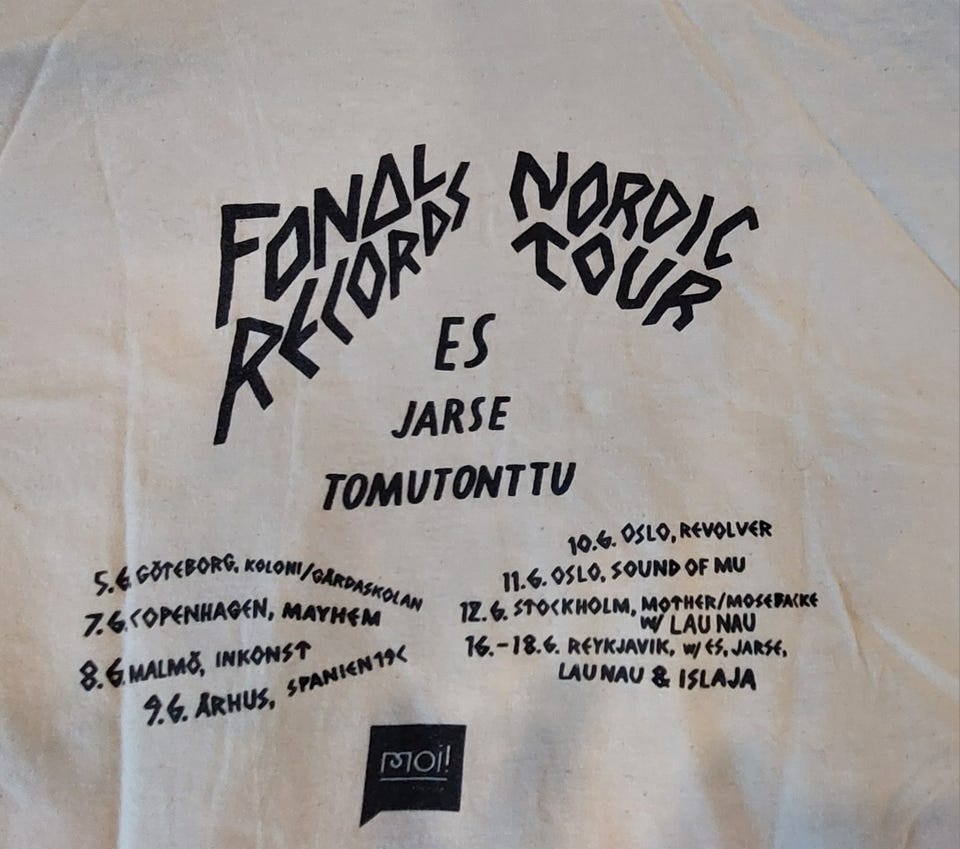 FONAL RECORDS
NORDIC TOUR
ES
JARSE
TOMUTONTTU
5.6. GÖTEBORG, KOLONI/GÅRDASKOLAN
7.6. COPENHAGEN, MAYHEM
8.6. MALMÖ, INKONST
9.6. ÅRHUS, SPANIEN19C
10.6. OSLO, REVOLVER
11.6. OSLO, SOUND OF MU
12.6. STOCKHOLM, MOTHER/MOSEBACKE
W/ LAU NAU
16.-18.6. REYKJAVIK, W/ ES, JARSE,
LAU NAU & ISLAJA
moi!